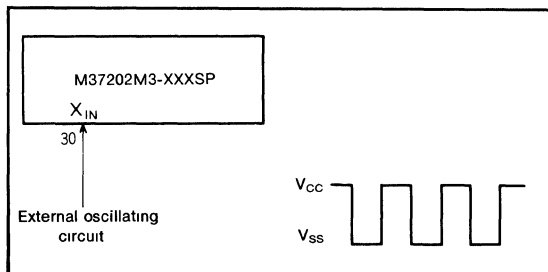 M37202M3-XXXSP
XIN
30
External oscillating
circuit
VCC
VSS